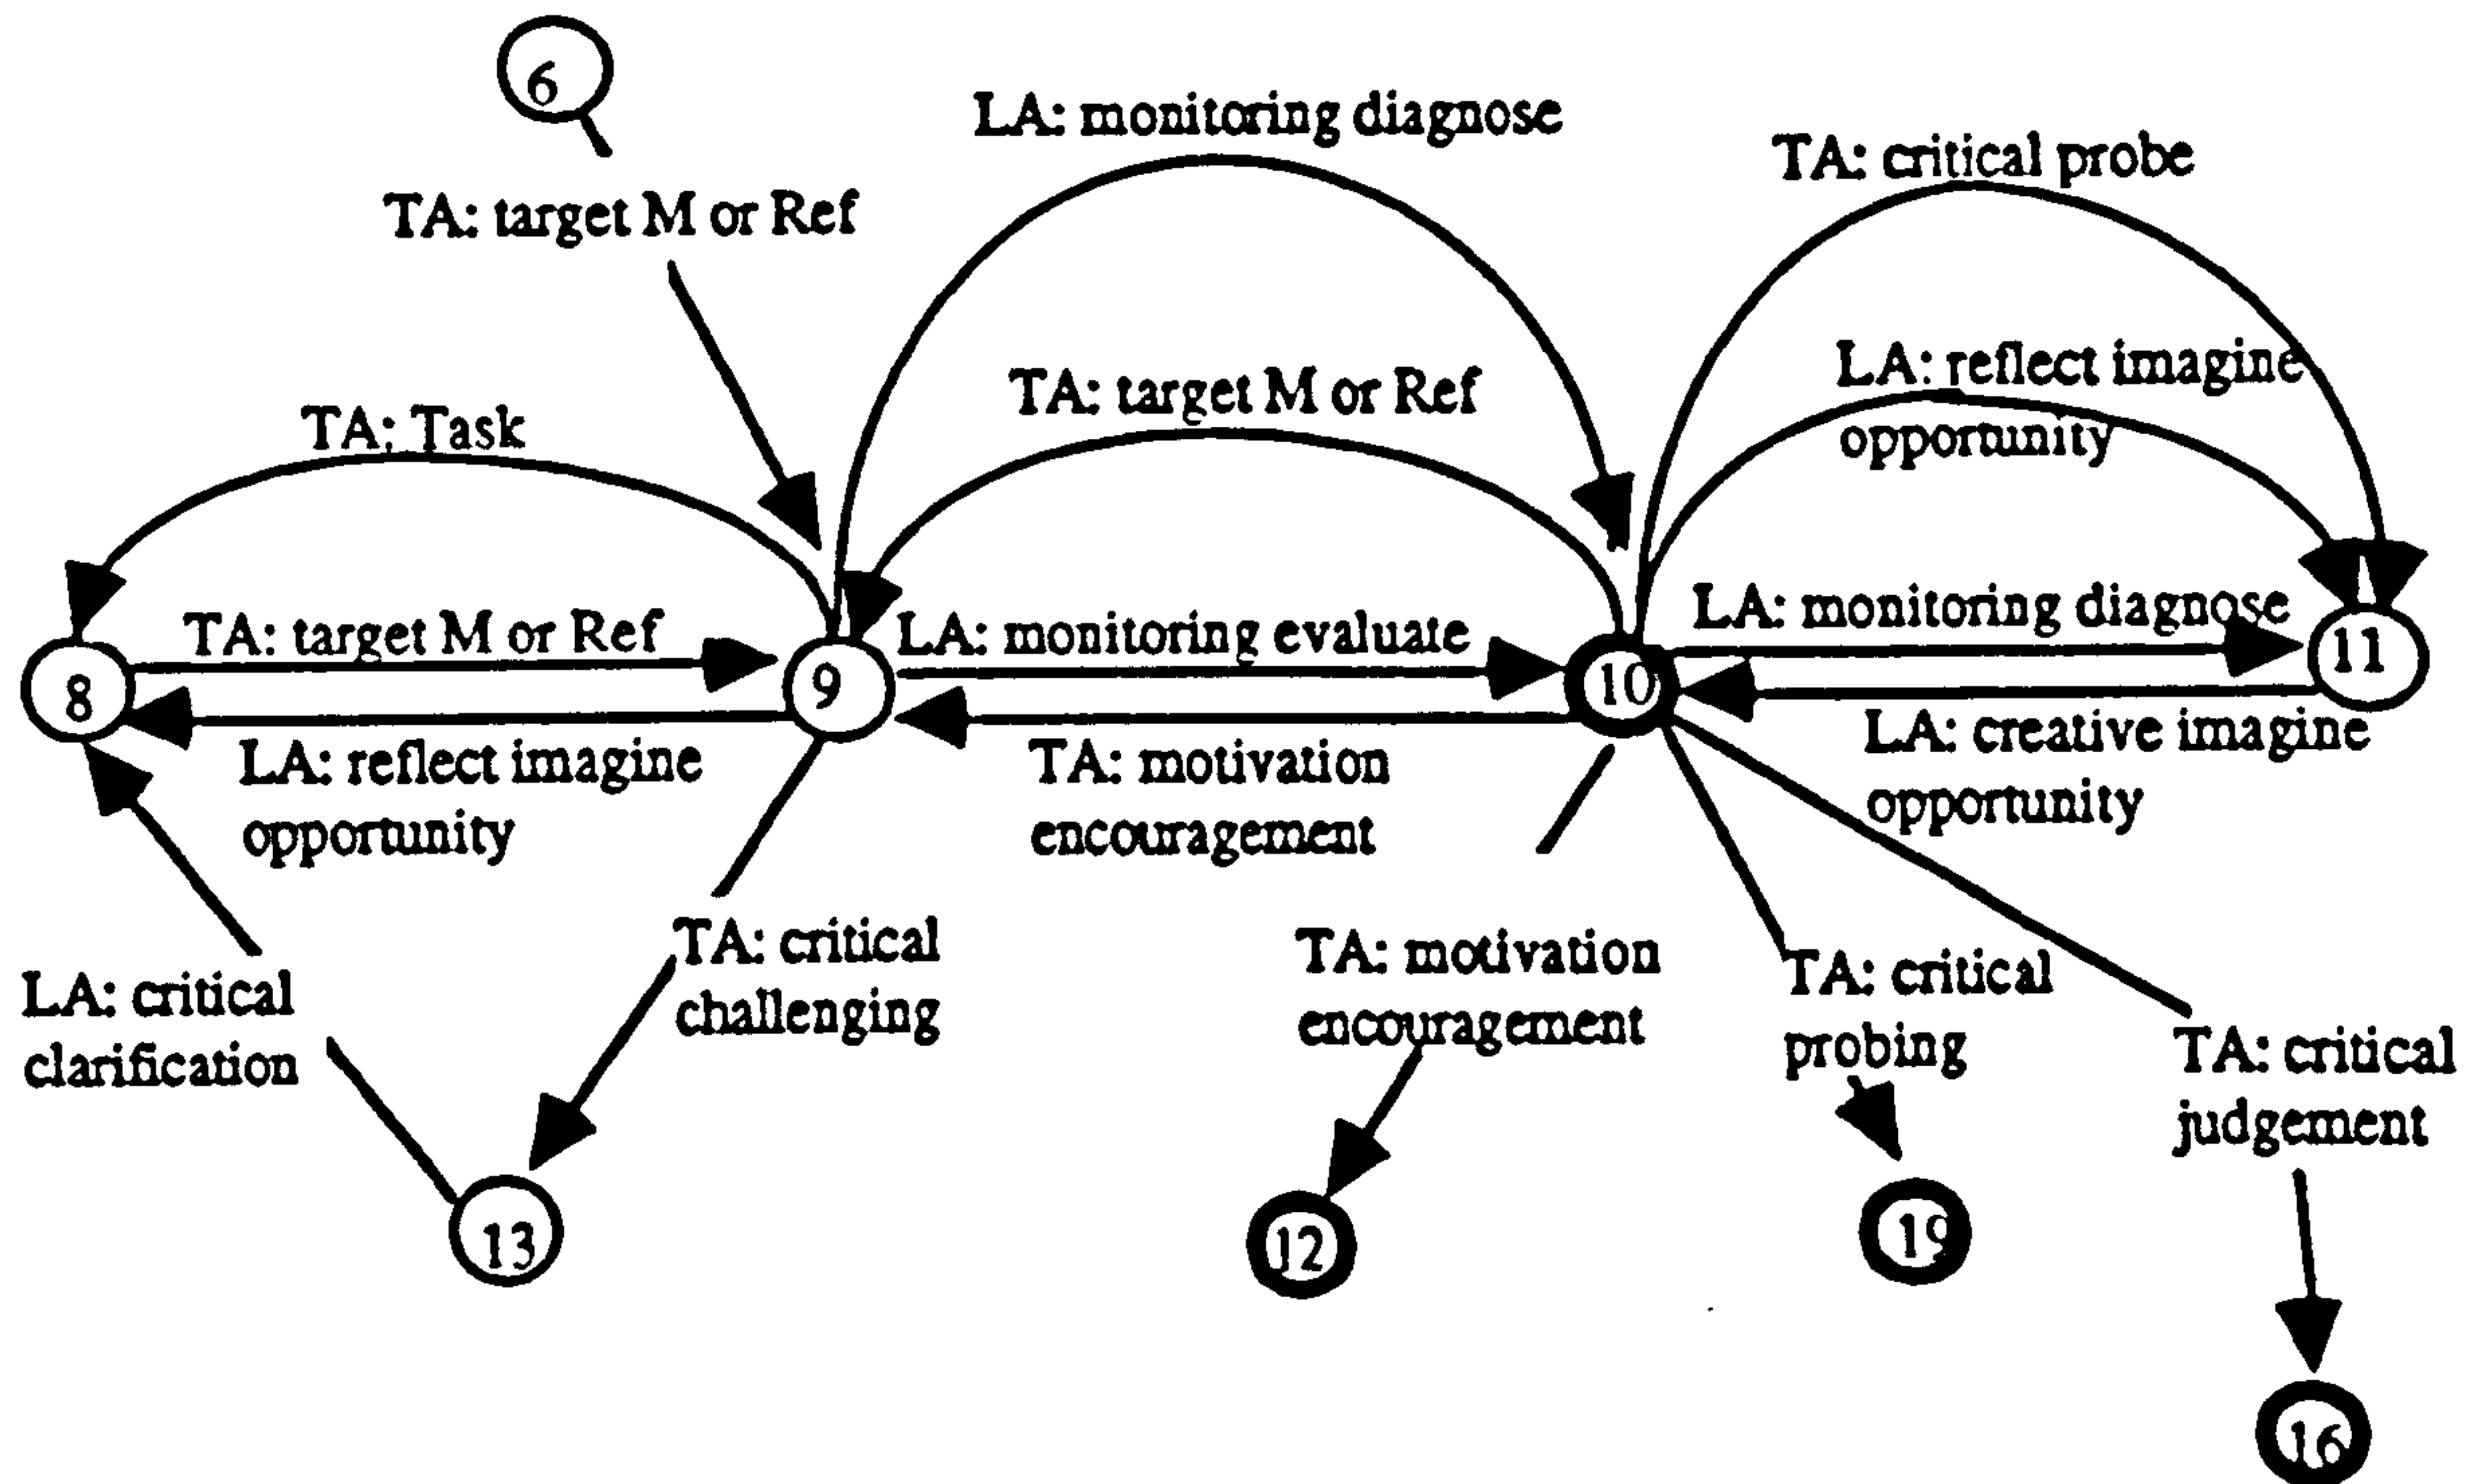 6
LA: monitoring diagnose
TA: critical probe
TA: target M or Ref
LA: reflect imagine
opportunity
TA: target M or Ref
TA: Task
LA: monitoring diagnose
TA: target M or Ref
LA: monitoring evaluate
8
9
10
11
LA: reflect imagine
opportunity
TA: motivation
encouragement
LA: creative imagine
opportunity
LA: critical
clarification
TA: critical
challenging
TA: motivation
encouragement
TA: critical
probing
TA: critical
judgement
13
12
19
16